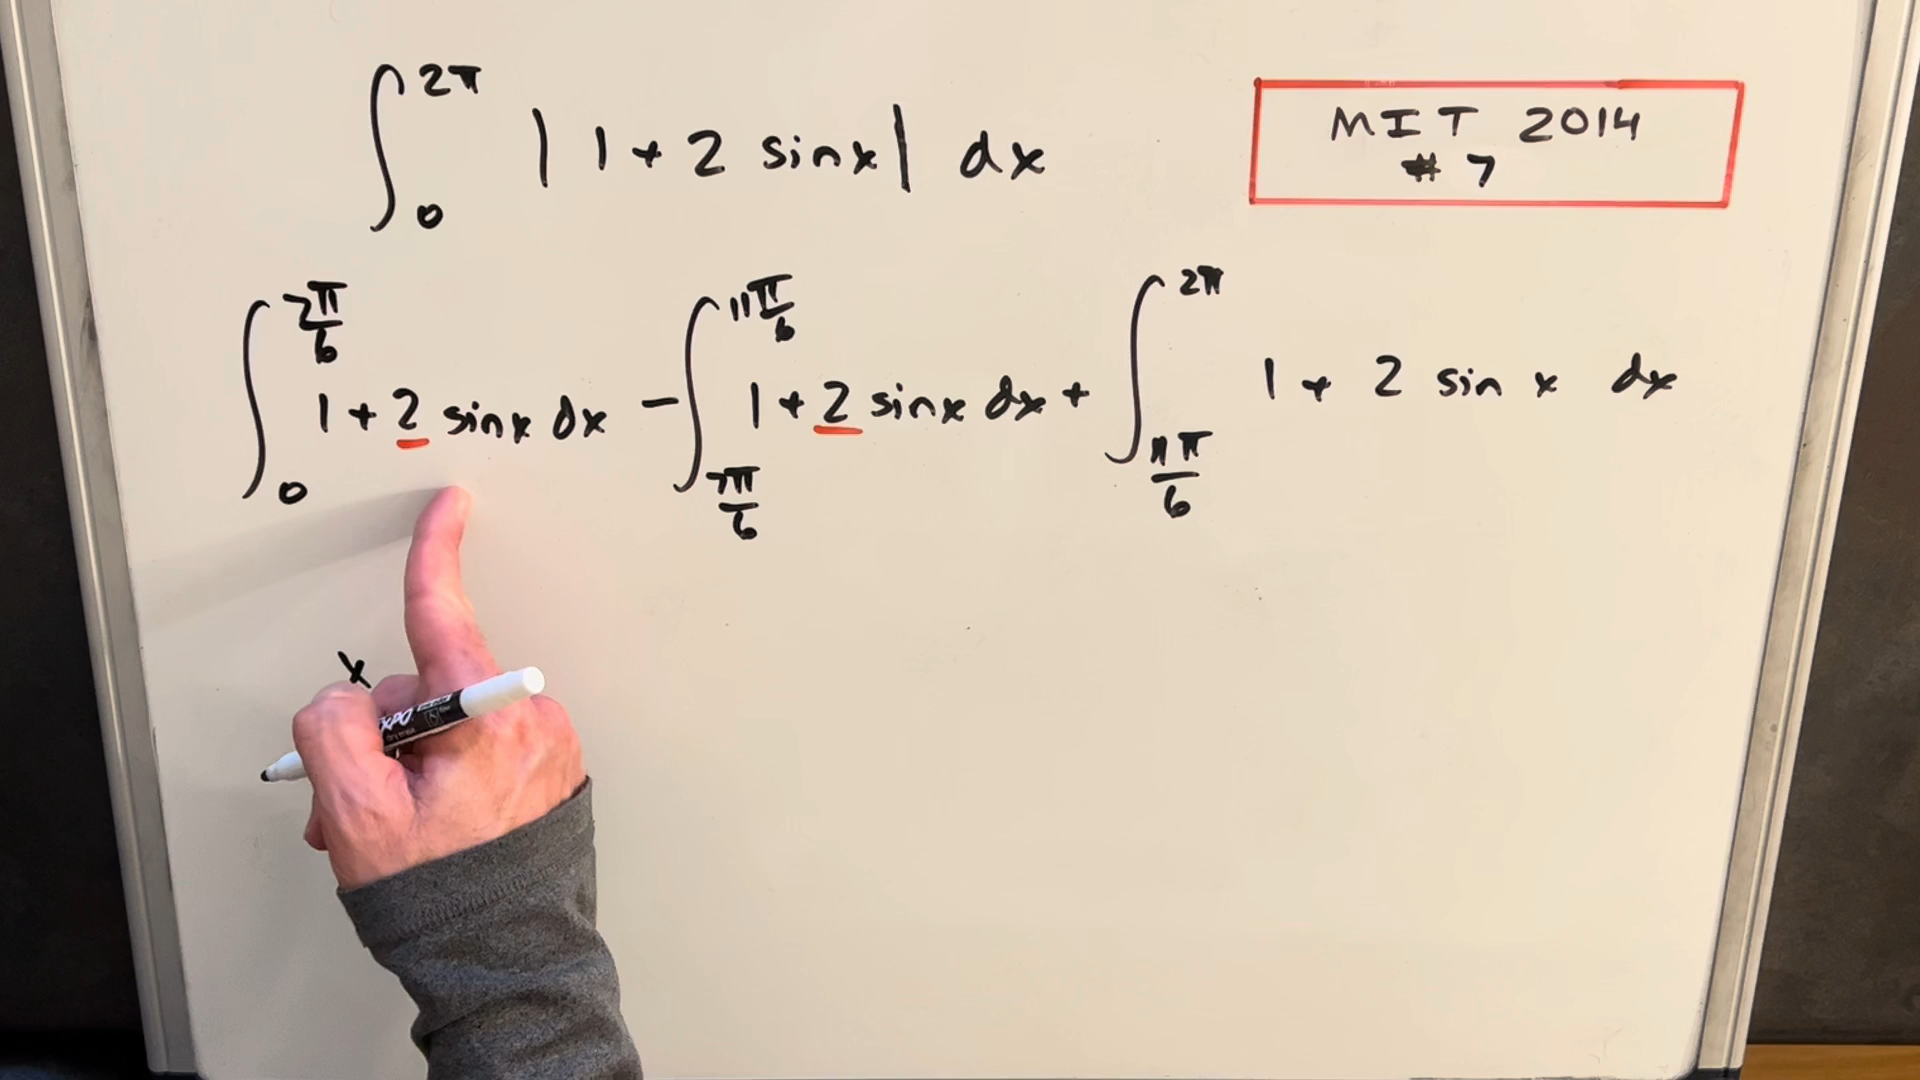 ∫₀^{2π} | 1 + 2 sin x | dx
MIT 2014
# 7
∫₀^{7π/6} 1 + 2 sin x dx − ∫_{7π/6}^{11π/6} 1 + 2 sin x dx + ∫_{11π/6}^{2π} 1 + 2 sin x dx
x